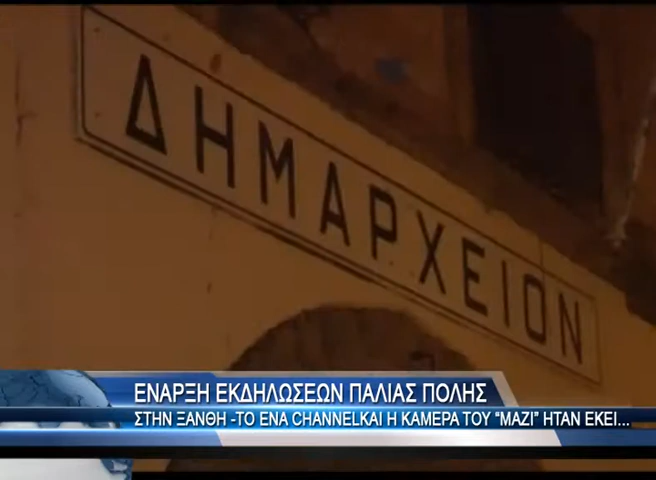 ΔΗΜΑΡΧΕΙΟΝ
ΕΝΑΡΞΗ ΕΚΔΗΛΩΣΕΩΝ ΠΑΛΙΑΣ ΠΟΛΗΣ
ΣΤΗΝ ΞΑΝΘΗ -ΤΟ ΕΝΑ CHANNELΚΑΙ Η ΚΑΜΕΡΑ ΤΟΥ “ΜΑΖΙ” ΗΤΑΝ ΕΚΕΙ...